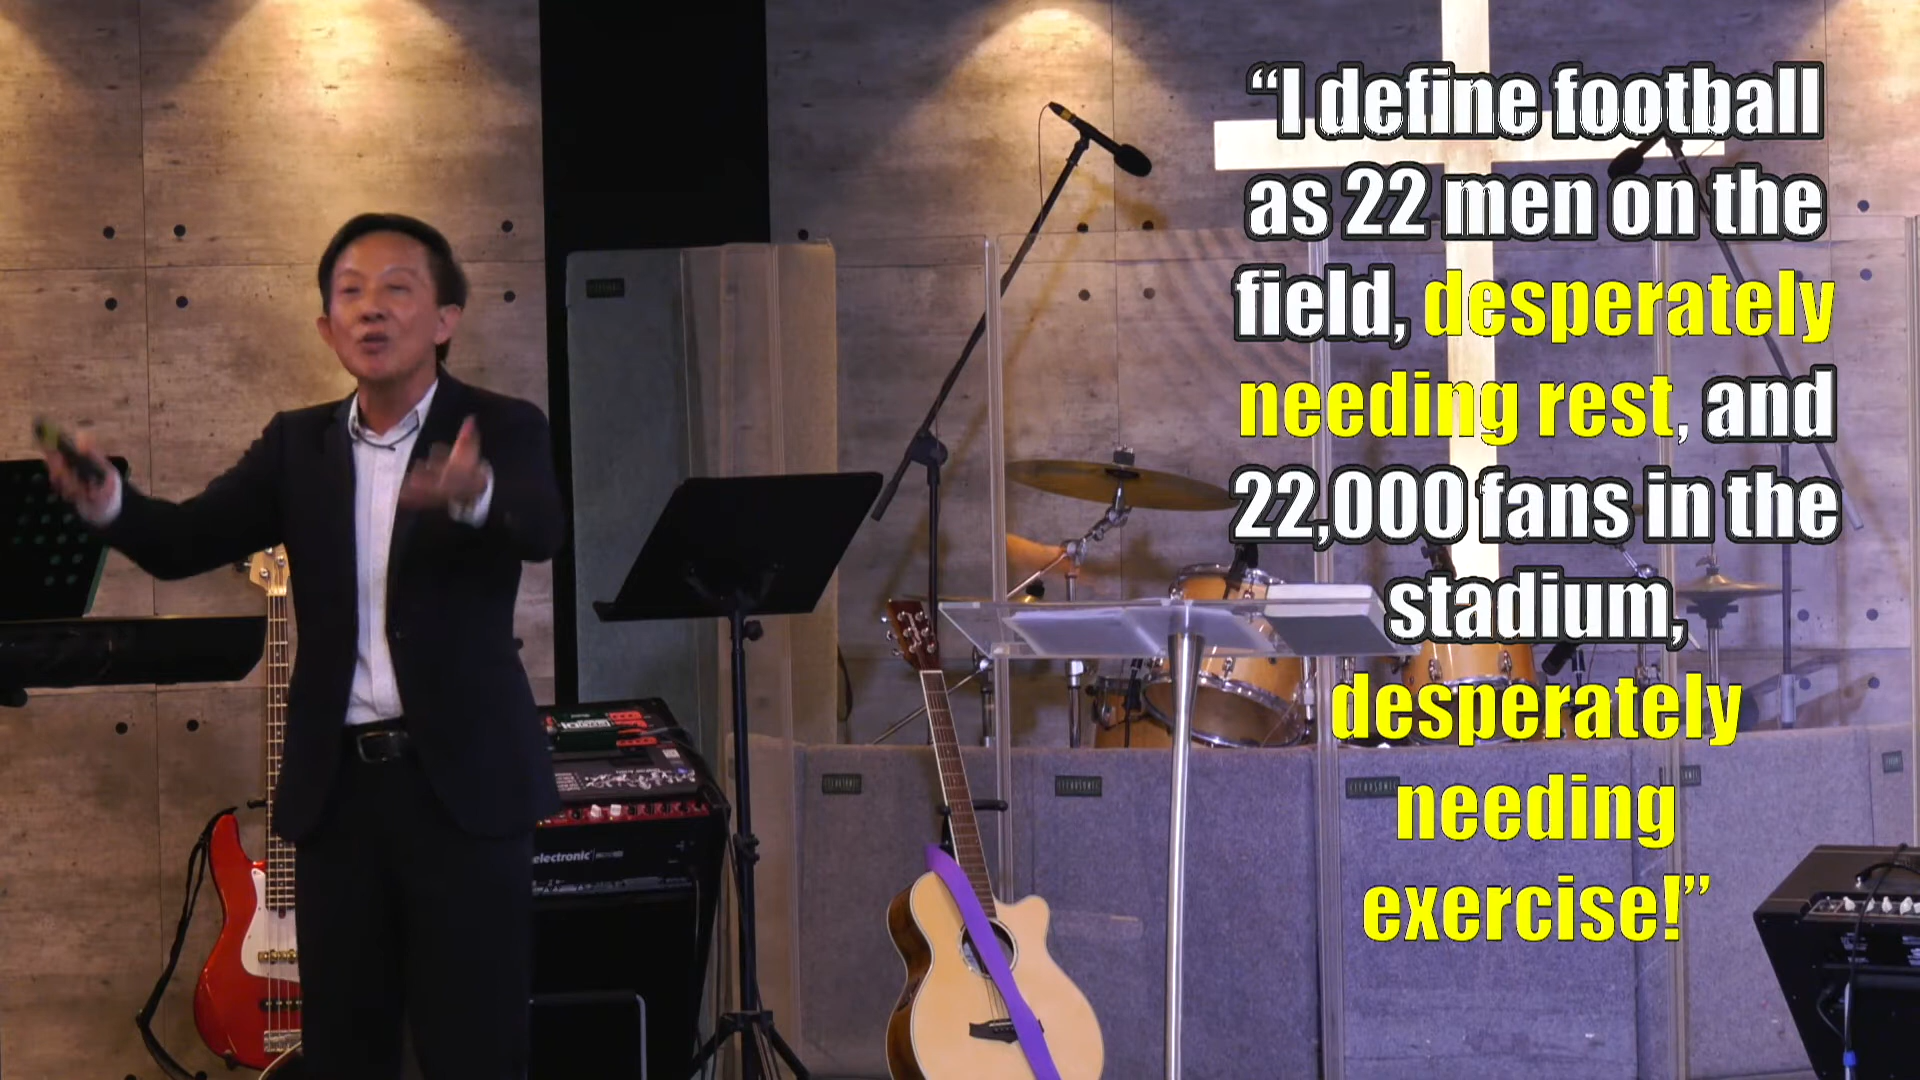 “I define football
as 22 men on the
field, desperately
needing rest, and
22,000 fans in the
stadium,
desperately
needing
exercise!”
electronic